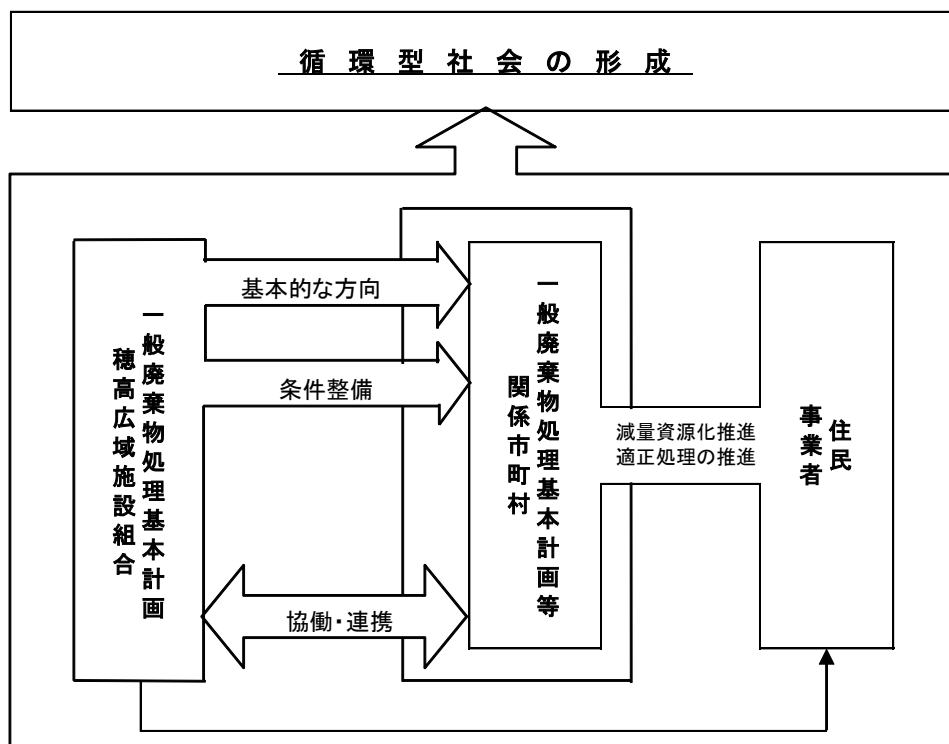 循環型社会の形成
基本的な方向
条件整備
協働・連携
一般廃棄物処理基本計画
穂高広域施設組合
一般廃棄物処理基本計画等
関係市町村
減量資源化推進
適正処理の推進
住民
事業者